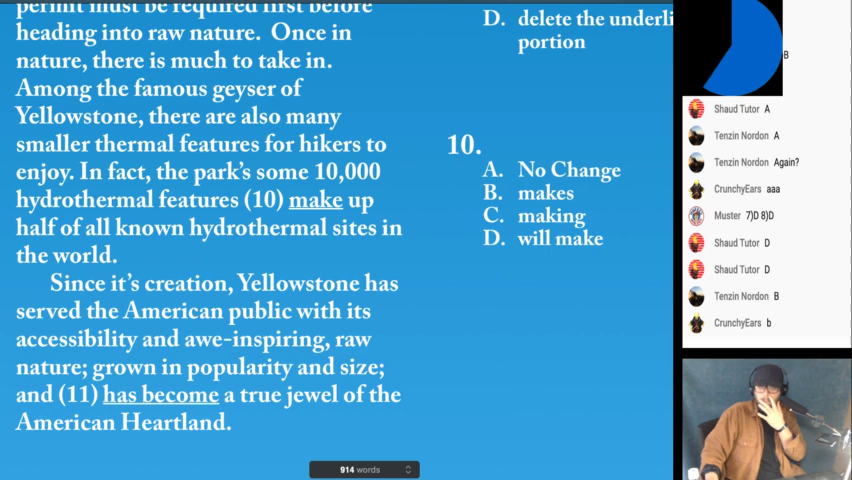 permit must be required first before
heading into raw nature.  Once in
nature, there is much to take in.
Among the famous geyser of
Yellowstone, there are also many
smaller thermal features for hikers to
enjoy. In fact, the park's some 10,000
hydrothermal features (10) make up
half of all known hydrothermal sites in
the world.
Since it's creation, Yellowstone has
served the American public with its
accessibility and awe-inspiring, raw
nature; grown in popularity and size;
and (11) has become a true jewel of the
American Heartland.
D. delete the underli
portion
10.
A. No Change
B. makes
C. making
D. will make
914 words
B
Shaud Tutor A
Tenzin Nordon A
Tenzin Nordon Again?
CrunchyEars aaa
Muster 7)D 8)D
Shaud Tutor D
Shaud Tutor D
Tenzin Nordon B
CrunchyEars b